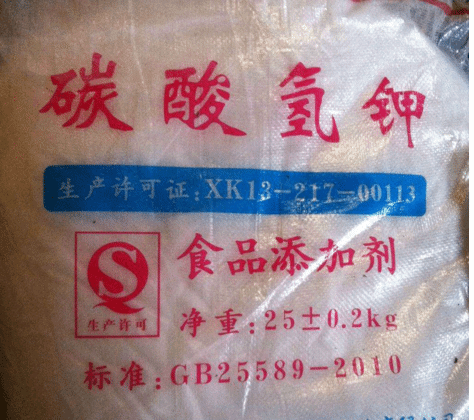 碳酸氢钾
生产许可证:XK13-217-00113
食品添加剂
生产许可
净重:25±0.2kg
标准:GB25589-2010